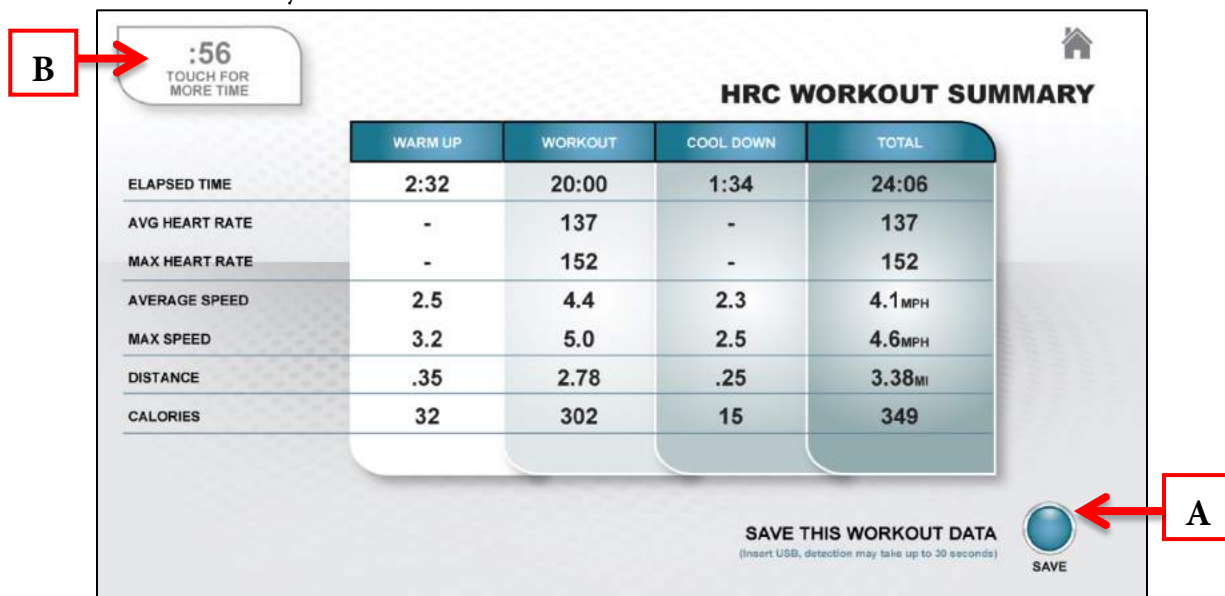 B
:56
TOUCH FOR
MORE TIME
HRC WORKOUT SUMMARY
WARM UP WORKOUT COOL DOWN TOTAL
ELAPSED TIME 2:32 20:00 1:34 24:06
AVG HEART RATE - 137 - 137
MAX HEART RATE - 152 - 152
AVERAGE SPEED 2.5 4.4 2.3 4.1MPH
MAX SPEED 3.2 5.0 2.5 4.6MPH
DISTANCE .35 2.78 .25 3.38MI
CALORIES 32 302 15 349
SAVE THIS WORKOUT DATA
(Insert USB, detection may take up to 30 seconds)
SAVE
A